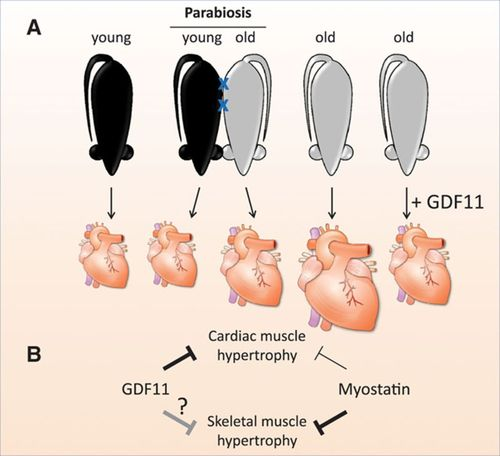 A
Parabiosis
young
young
old
old
old
+ GDF11
B
Cardiac muscle
hypertrophy
GDF11
Myostatin
?
Skeletal muscle
hypertrophy